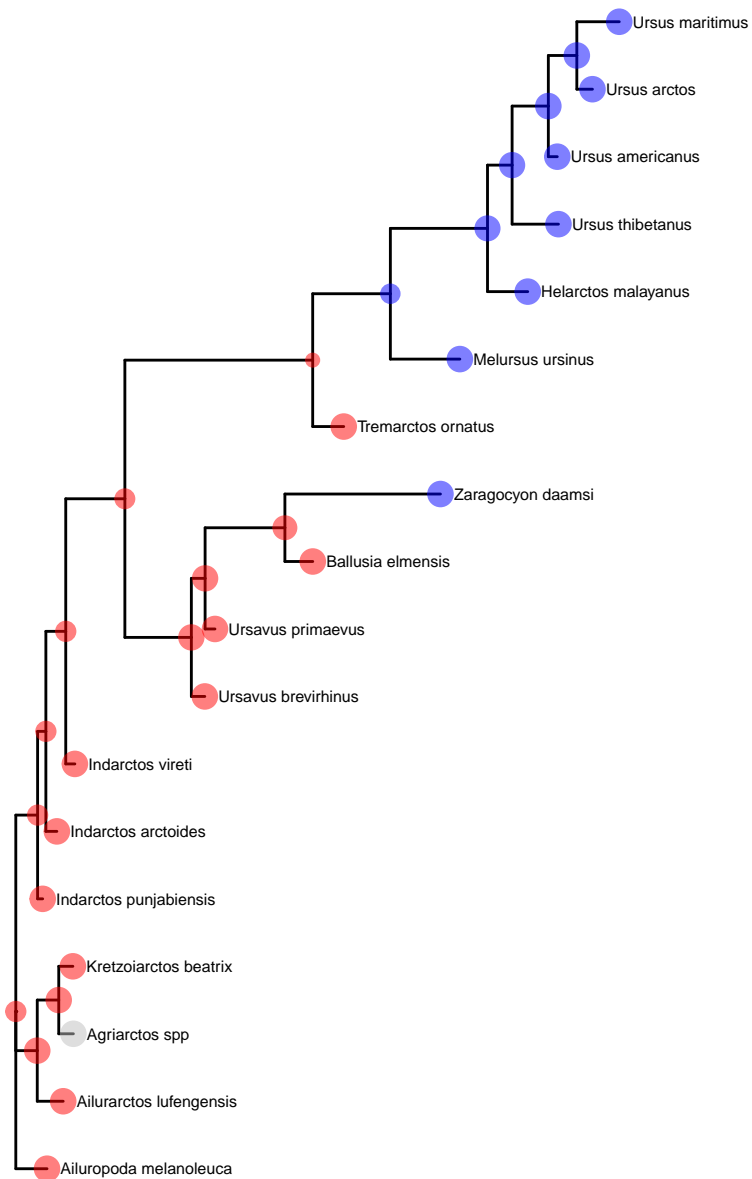 Ursus maritimus
Ursus arctos
Ursus americanus
Ursus thibetanus
Helarctos malayanus
Melursus ursinus
Tremarctos ornatus
Zaragocyon daamsi
Ballusia elmensis
Ursavus primaevus
Ursavus brevirhinus
Indarctos vireti
Indarctos arctoides
Indarctos punjabiensis
Kretzoiarctos beatrix
Agriarctos spp
Ailurarctos lufengensis
Ailuropoda melanoleuca